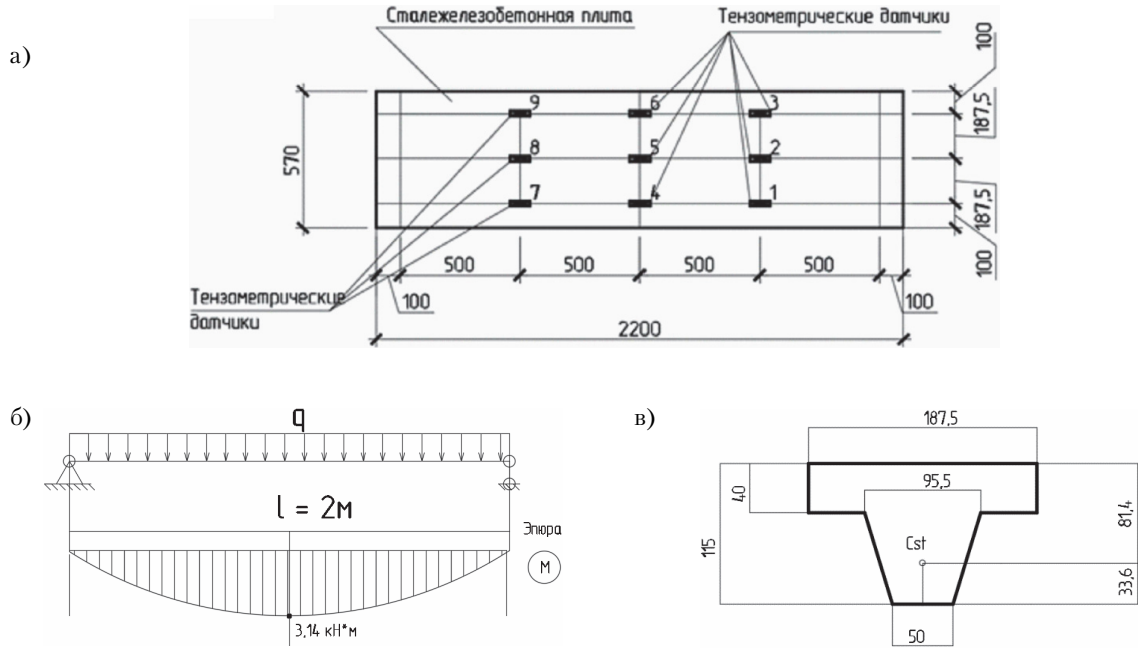 а)
Сталежелезобетонная плита
Тензометрические датчики
100
187,5
187,5
100
570
9
6
3
8
5
2
7
4
1
500
500
500
500
100
100
Тензометрические
датчики
2200
б)
q
l = 2м
Эпюра
М
3,14 кН*м
в)
187,5
40
95,5
115
Cst
81,4
33,6
50